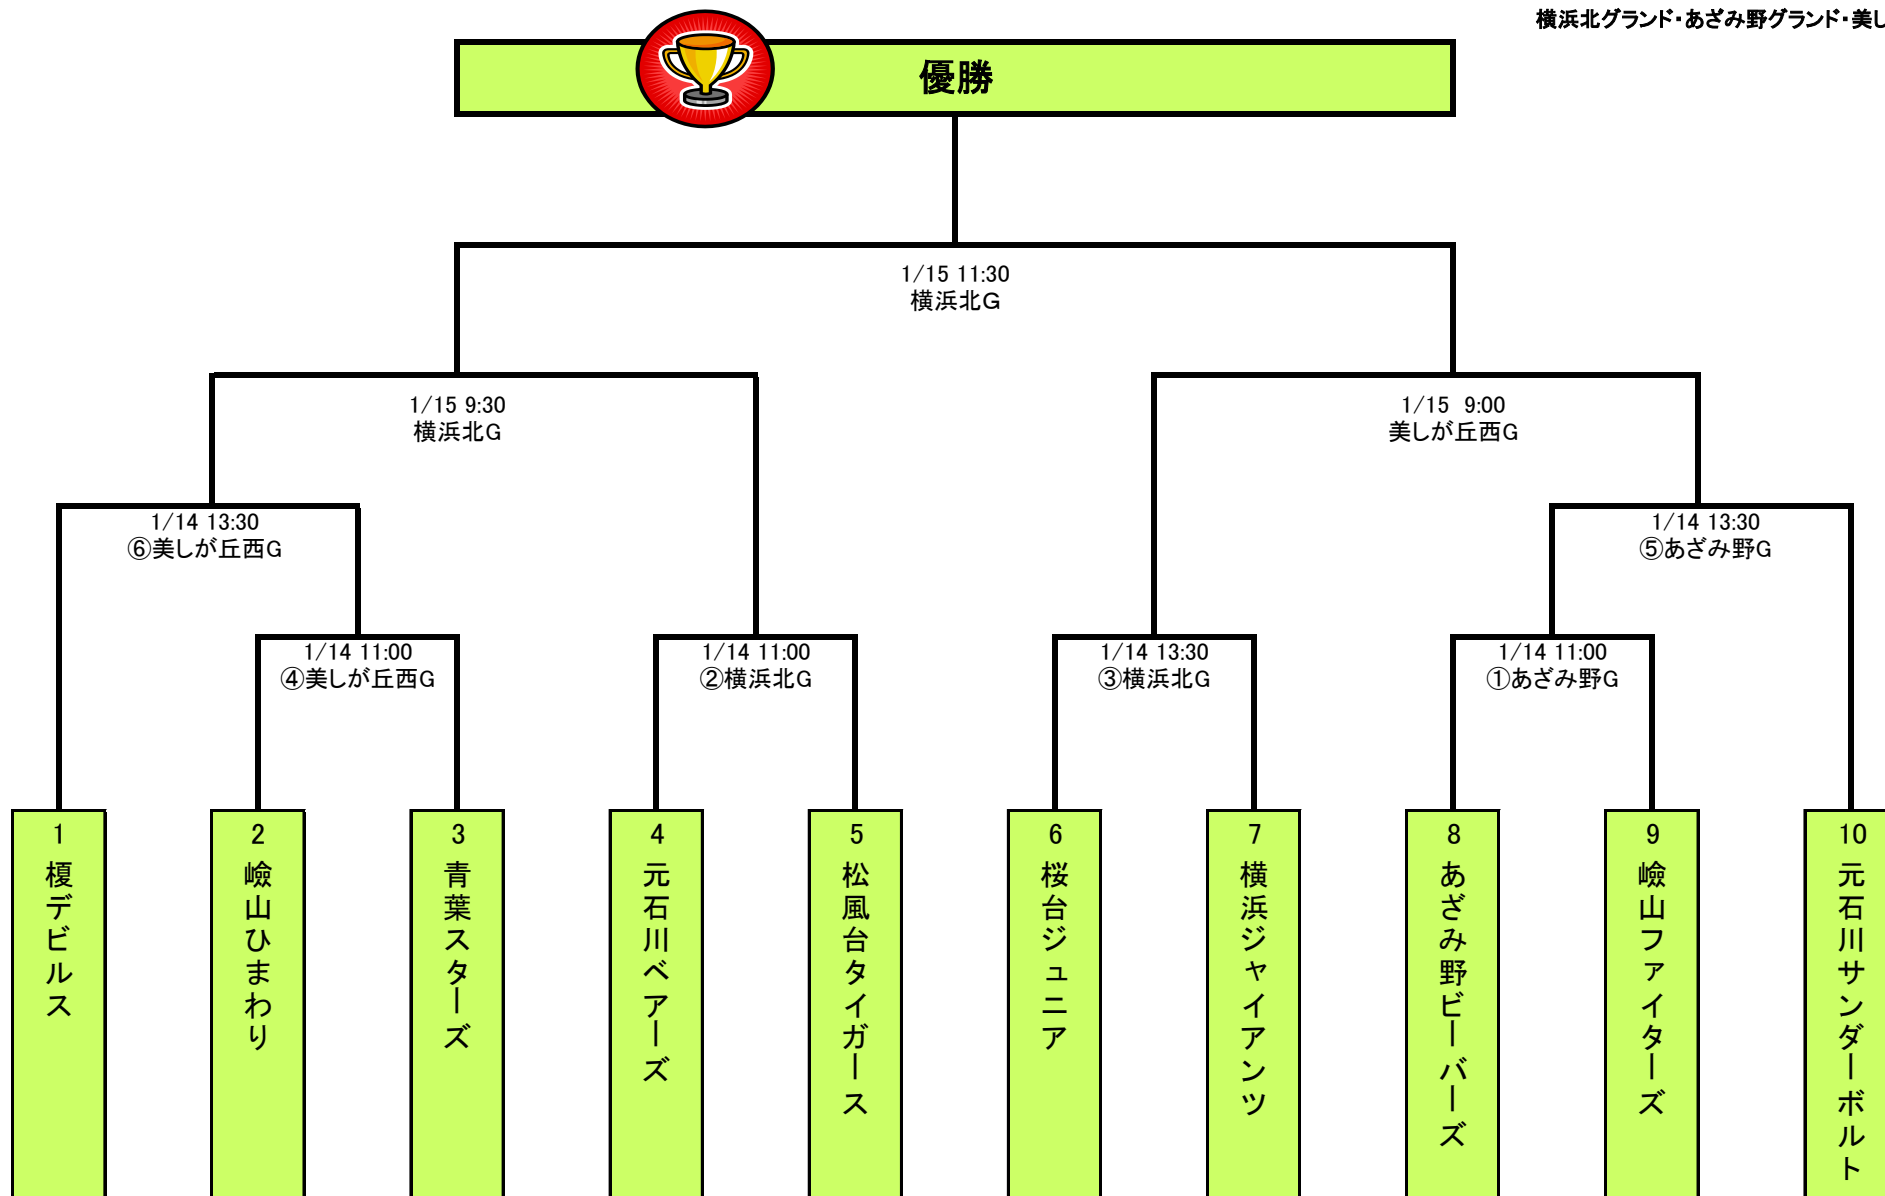 横浜北グランド・あざみ野グランド・美し
優勝
1/15 11:30
横浜北G
1/15 9:30
横浜北G
1/15 9:00
美しが丘西G
1/14 13:30
⑥美しが丘西G
1/14 13:30
⑤あざみ野G
1/14 11:00
④美しが丘西G
1/14 11:00
②横浜北G
1/14 13:30
③横浜北G
1/14 11:00
①あざみ野G
1
榎デビルス
2
嶮山ひまわり
3
青葉スターズ
4
元石川ベアーズ
5
松風台タイガース
6
桜台ジュニア
7
横浜ジャイアンツ
8
あざみ野ビーバーズ
9
嶮山ファイターズ
10
元石川サンダーボルト